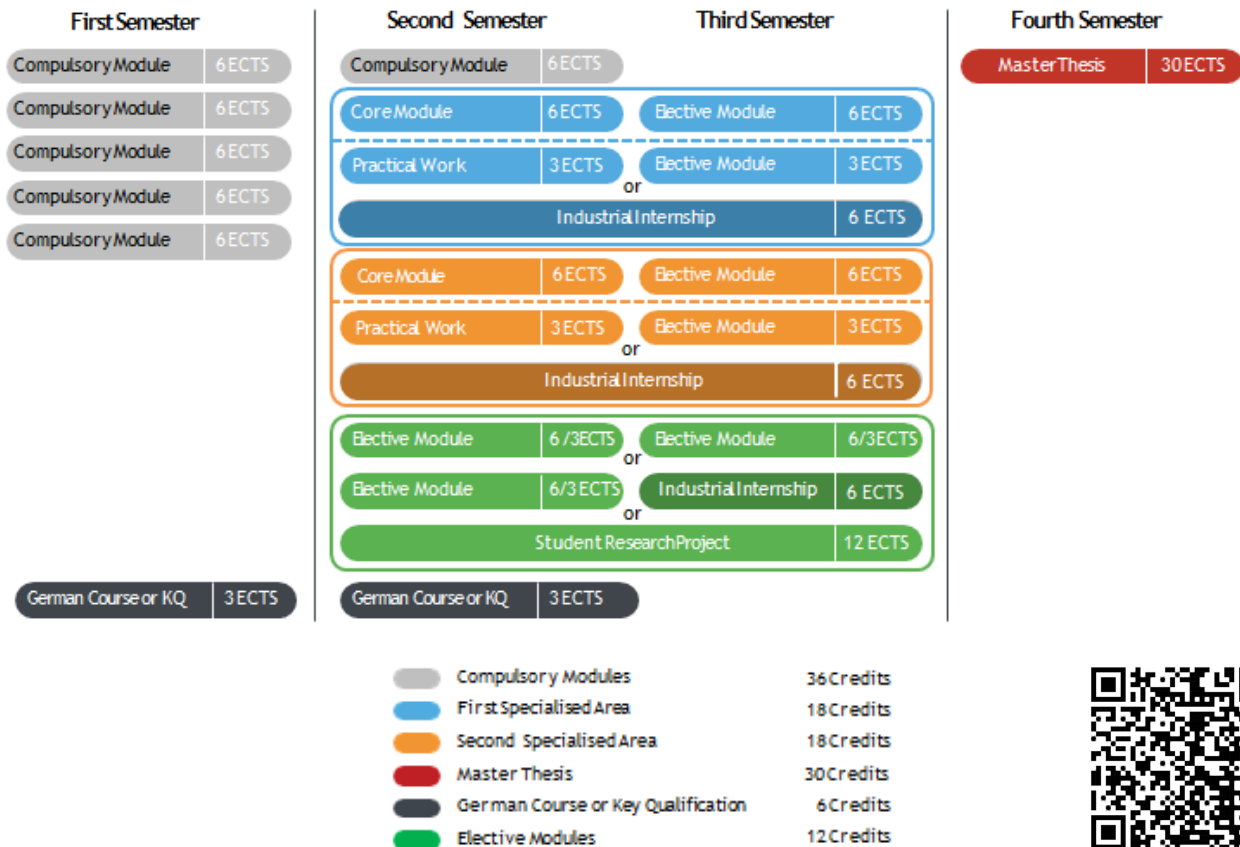 First Semester
Second Semester
Third Semester
Fourth Semester
Compulsory Module 6 ECTS
Compulsory Module 6 ECTS
Compulsory Module 6 ECTS
Compulsory Module 6 ECTS
Compulsory Module 6 ECTS
German Course or KQ 3 ECTS
Compulsory Module 6 ECTS
Core Module 6 ECTS Elective Module 6 ECTS
Practical Work 3 ECTS Elective Module 3 ECTS
or
Industrial Internship 6 ECTS
Core Module 6 ECTS Elective Module 6 ECTS
Practical Work 3 ECTS Elective Module 3 ECTS
or
Industrial Internship 6 ECTS
Elective Module 6/3 ECTS Elective Module 6/3 ECTS
or
Elective Module 6/3 ECTS Industrial Internship 6 ECTS
or
Student Research Project 12 ECTS
German Course or KQ 3 ECTS
Master Thesis 30 ECTS
Compulsory Modules 36 Credits
First Specialised Area 18 Credits
Second Specialised Area 18 Credits
Master Thesis 30 Credits
German Course or Key Qualification 6 Credits
Elective Modules 12 Credits